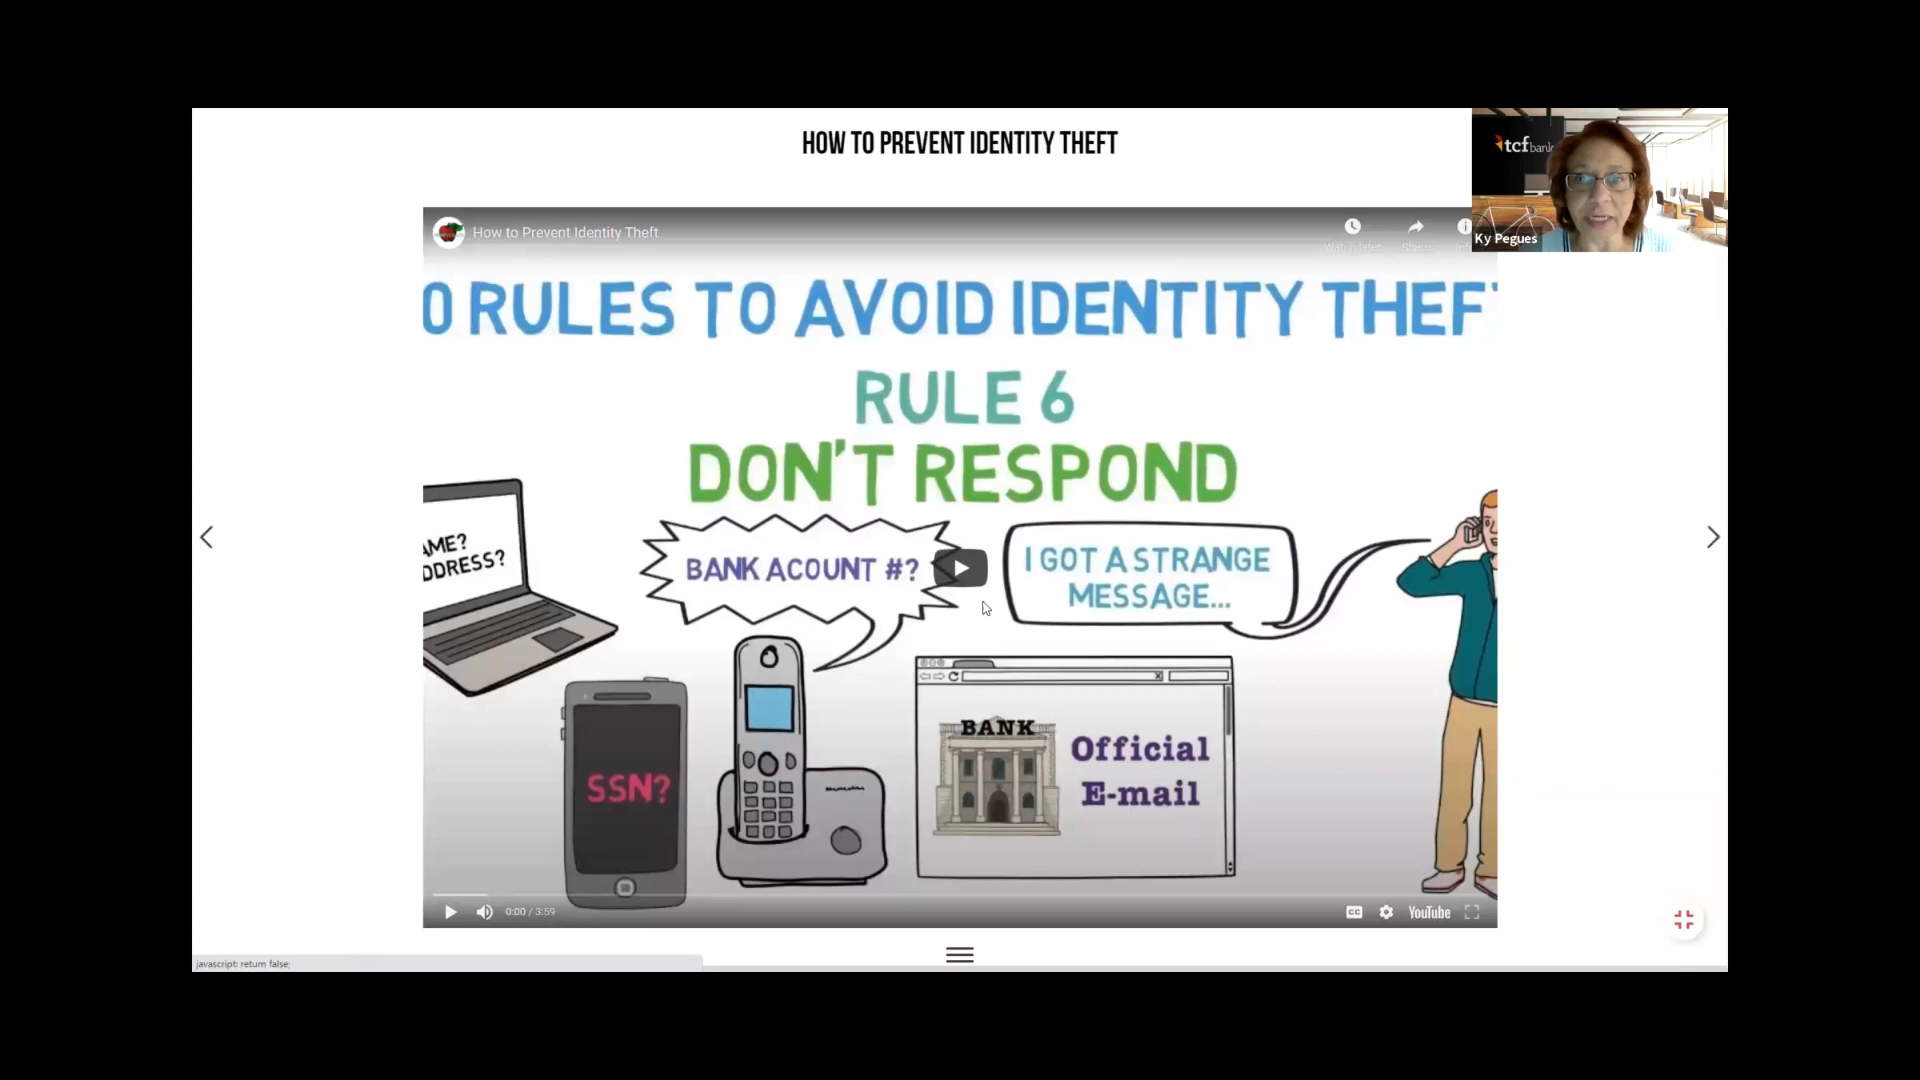 HOW TO PREVENT IDENTITY THEFT
tcf bank
Ky Pegues
How to Prevent Identity Theft
0 RULES TO AVOID IDENTITY THEF
RULE 6
DON'T RESPOND
AME?
DDRESS?
BANK ACOUNT #?
I GOT A STRANGE
MESSAGE...
SSN?
BANK
Official
E-mail
0:00 / 3:59
CC
YouTube
javascript: return false;